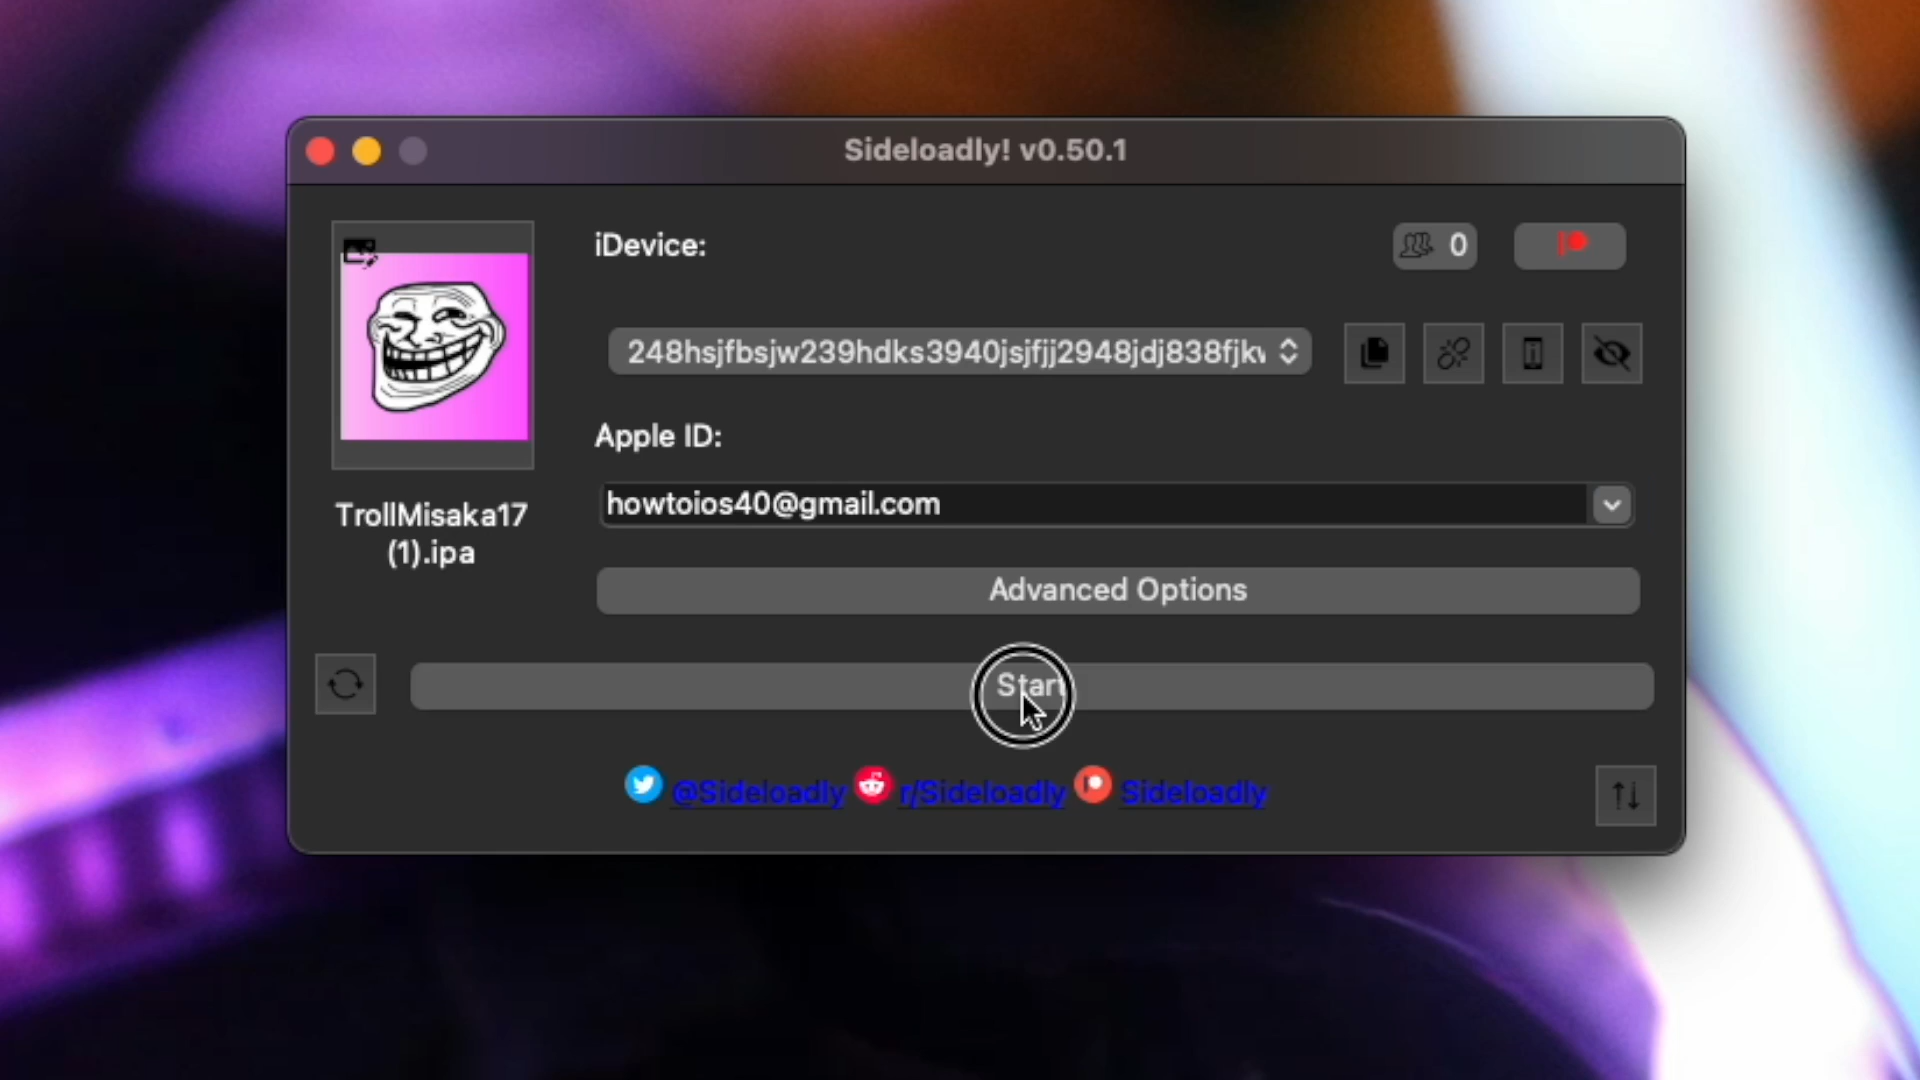 Sideloadly! v0.50.1
iDevice:
0
248hsjfbsjw239hdks3940jsjfjj2948jdj838fjk
Apple ID:
howtoios40@gmail.com
TrollMisaka17
(1).ipa
Advanced Options
Start
@Sideloadly r/Sideloadly Sideloadly